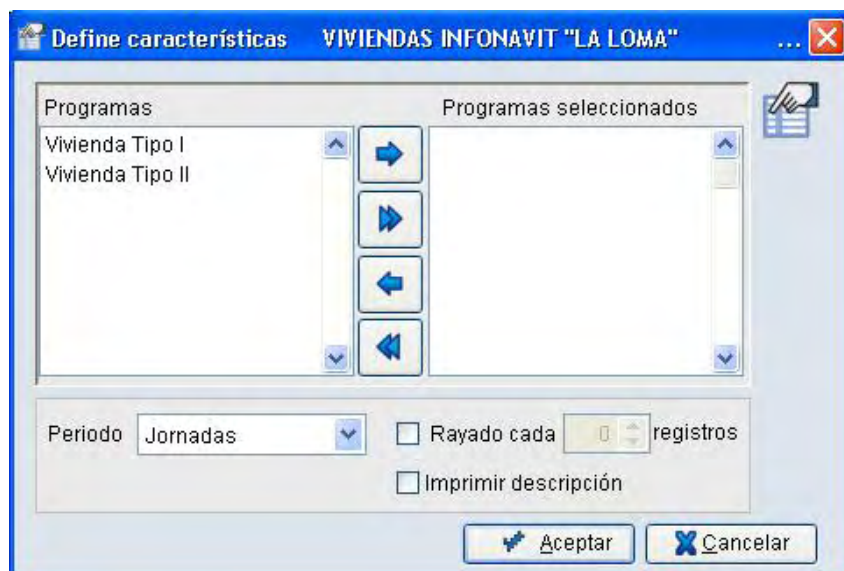 Define características VIVIENDAS INFONAVIT "LA LOMA" ...
Programas
Programas seleccionados
Vivienda Tipo I
Vivienda Tipo II
Periodo Jornadas
Rayado cada 0 registros
Imprimir descripción
Aceptar Cancelar